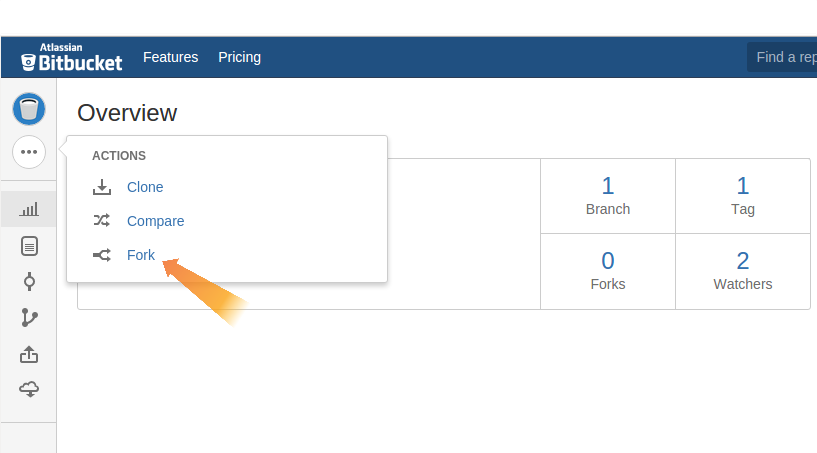 Atlassian
Bitbucket
Features
Pricing
Find a rep
Overview
ACTIONS
Clone
Compare
Fork
1
Branch
1
Tag
0
Forks
2
Watchers